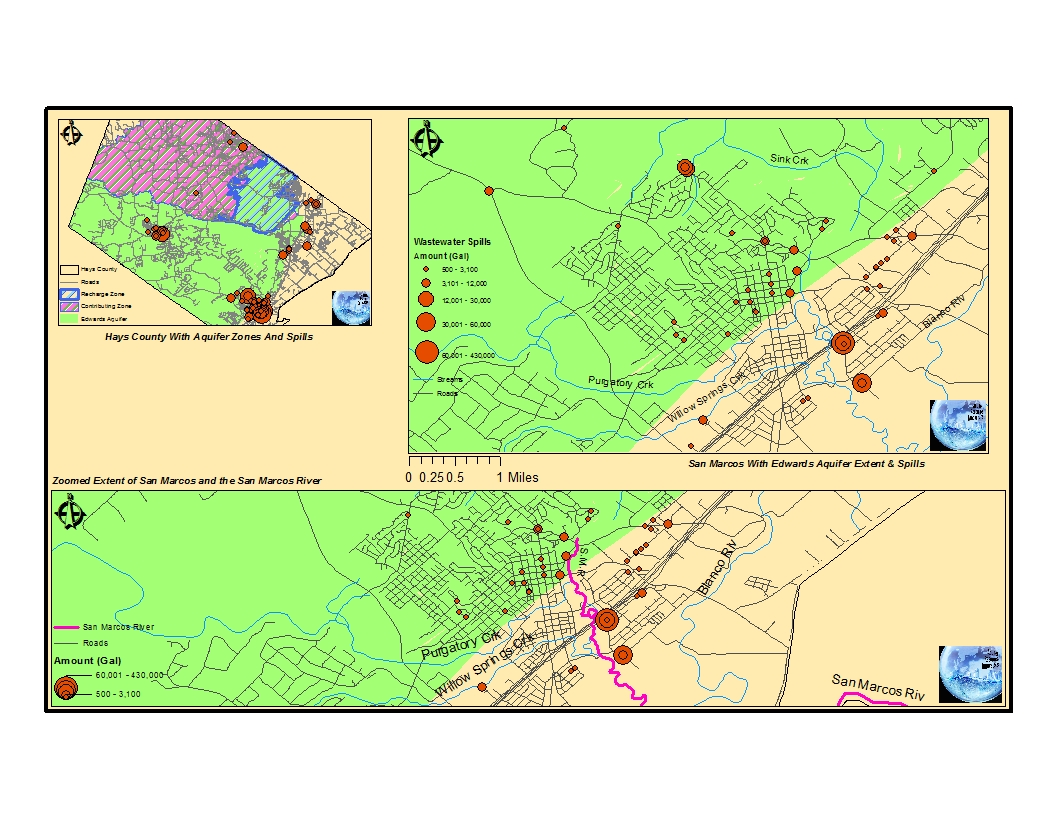 Hays County
Roads
Recharge Zone
Contributing Zone
Edwards Aquifer
Hays County With Aquifer Zones And Spills
Sink Crk
Wastewater Spills
Amount (Gal)
500 - 3,100
3,101 - 12,000
12,001 - 30,000
30,001 - 60,000
60,001 - 430,000
Streams
Roads
Blanco Riv
Purgatory Crk
Willow Springs Crk
San Marcos With Edwards Aquifer Extent & Spills
0 0.25 0.5 1 Miles
Zoomed Extent of San Marcos and the San Marcos River
S.M.R
Blanco Riv
San Marcos River
Roads
Amount (Gal)
60,001 - 430,000
500 - 3,100
Purgatory Crk
Willow Springs Crk
San Marcos Riv